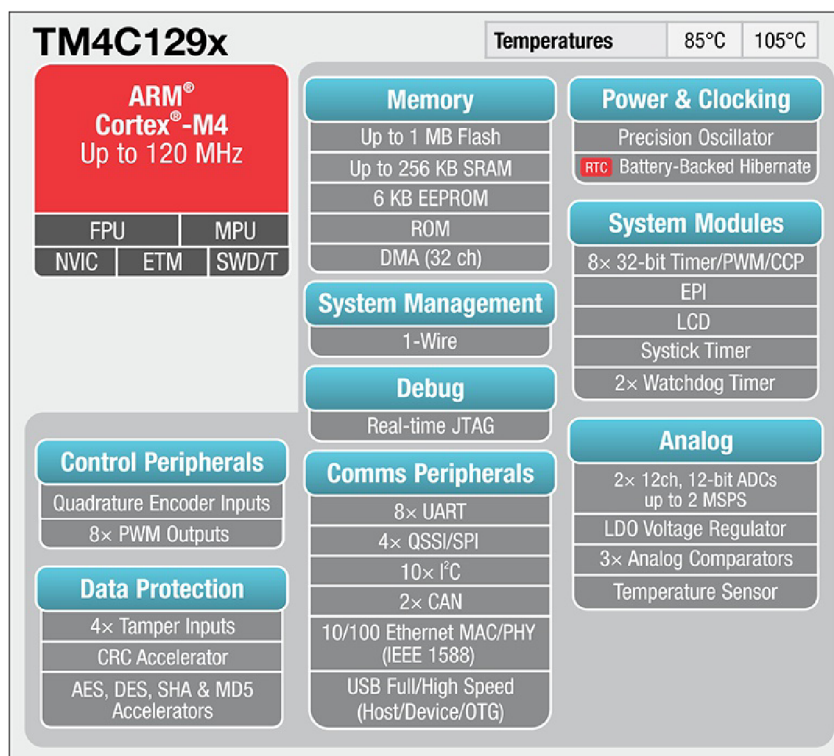 TM4C129x
Temperatures 85°C 105°C
ARM®
Cortex®-M4
Up to 120 MHz
FPU MPU
NVIC ETM SWD/T
Memory
Up to 1 MB Flash
Up to 256 KB SRAM
6 KB EEPROM
ROM
DMA (32 ch)
System Management
1-Wire
Debug
Real-time JTAG
Power & Clocking
Precision Oscillator
RTC Battery-Backed Hibernate
System Modules
8× 32-bit Timer/PWM/CCP
EPI
LCD
Systick Timer
2× Watchdog Timer
Control Peripherals
Quadrature Encoder Inputs
8× PWM Outputs
Data Protection
4× Tamper Inputs
CRC Accelerator
AES, DES, SHA & MD5
Accelerators
Comms Peripherals
8× UART
4× QSSI/SPI
10× I²C
2× CAN
10/100 Ethernet MAC/PHY
(IEEE 1588)
USB Full/High Speed
(Host/Device/OTG)
Analog
2× 12ch, 12-bit ADCs
up to 2 MSPS
LDO Voltage Regulator
3× Analog Comparators
Temperature Sensor